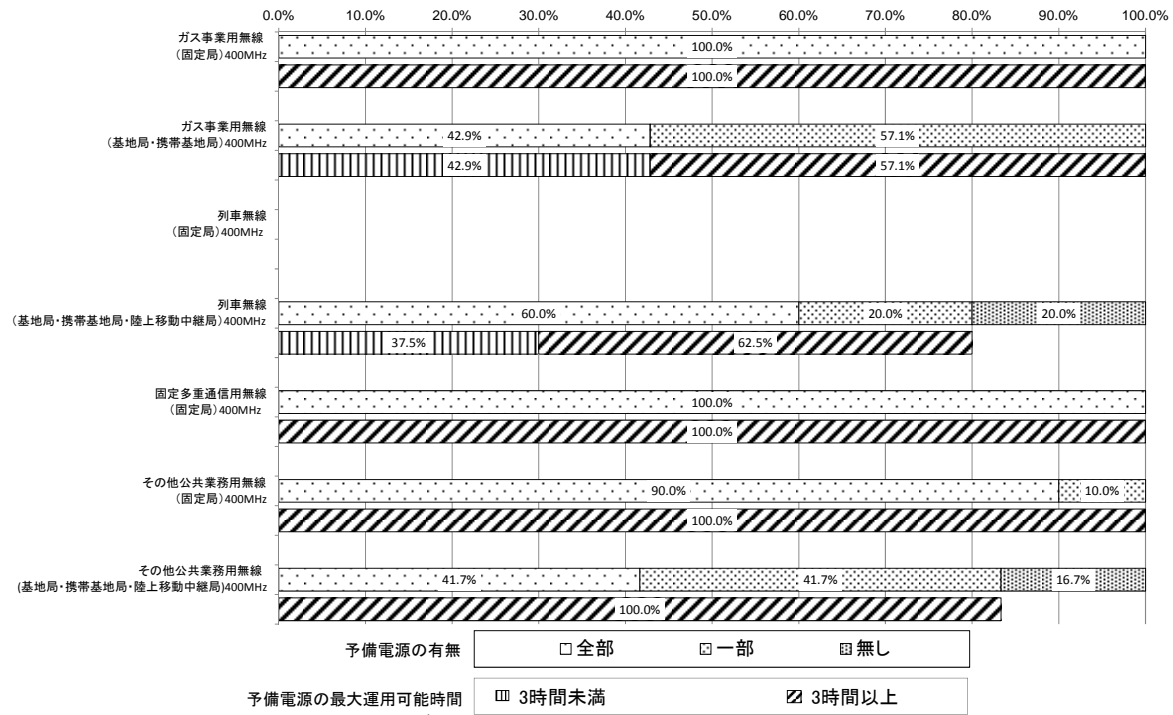 0.0% 10.0% 20.0% 30.0% 40.0% 50.0% 60.0% 70.0% 80.0% 90.0% 100.0%
ガス事業用無線
（固定局）400MHz
100.0%
100.0%
ガス事業用無線
（基地局・携帯基地局）400MHz
42.9% 57.1%
42.9% 57.1%
列車無線
（固定局）400MHz
列車無線
（基地局・携帯基地局・陸上移動中継局）400MHz
60.0% 20.0% 20.0%
37.5% 62.5%
固定多重通信用無線
（固定局）400MHz
100.0%
100.0%
その他公共業務用無線
（固定局）400MHz
90.0% 10.0%
100.0%
その他公共業務用無線
(基地局・携帯基地局・陸上移動中継局)400MHz
41.7% 41.7% 16.7%
100.0%
予備電源の有無 全部 一部 無し
予備電源の最大運用可能時間 3時間未満 3時間以上